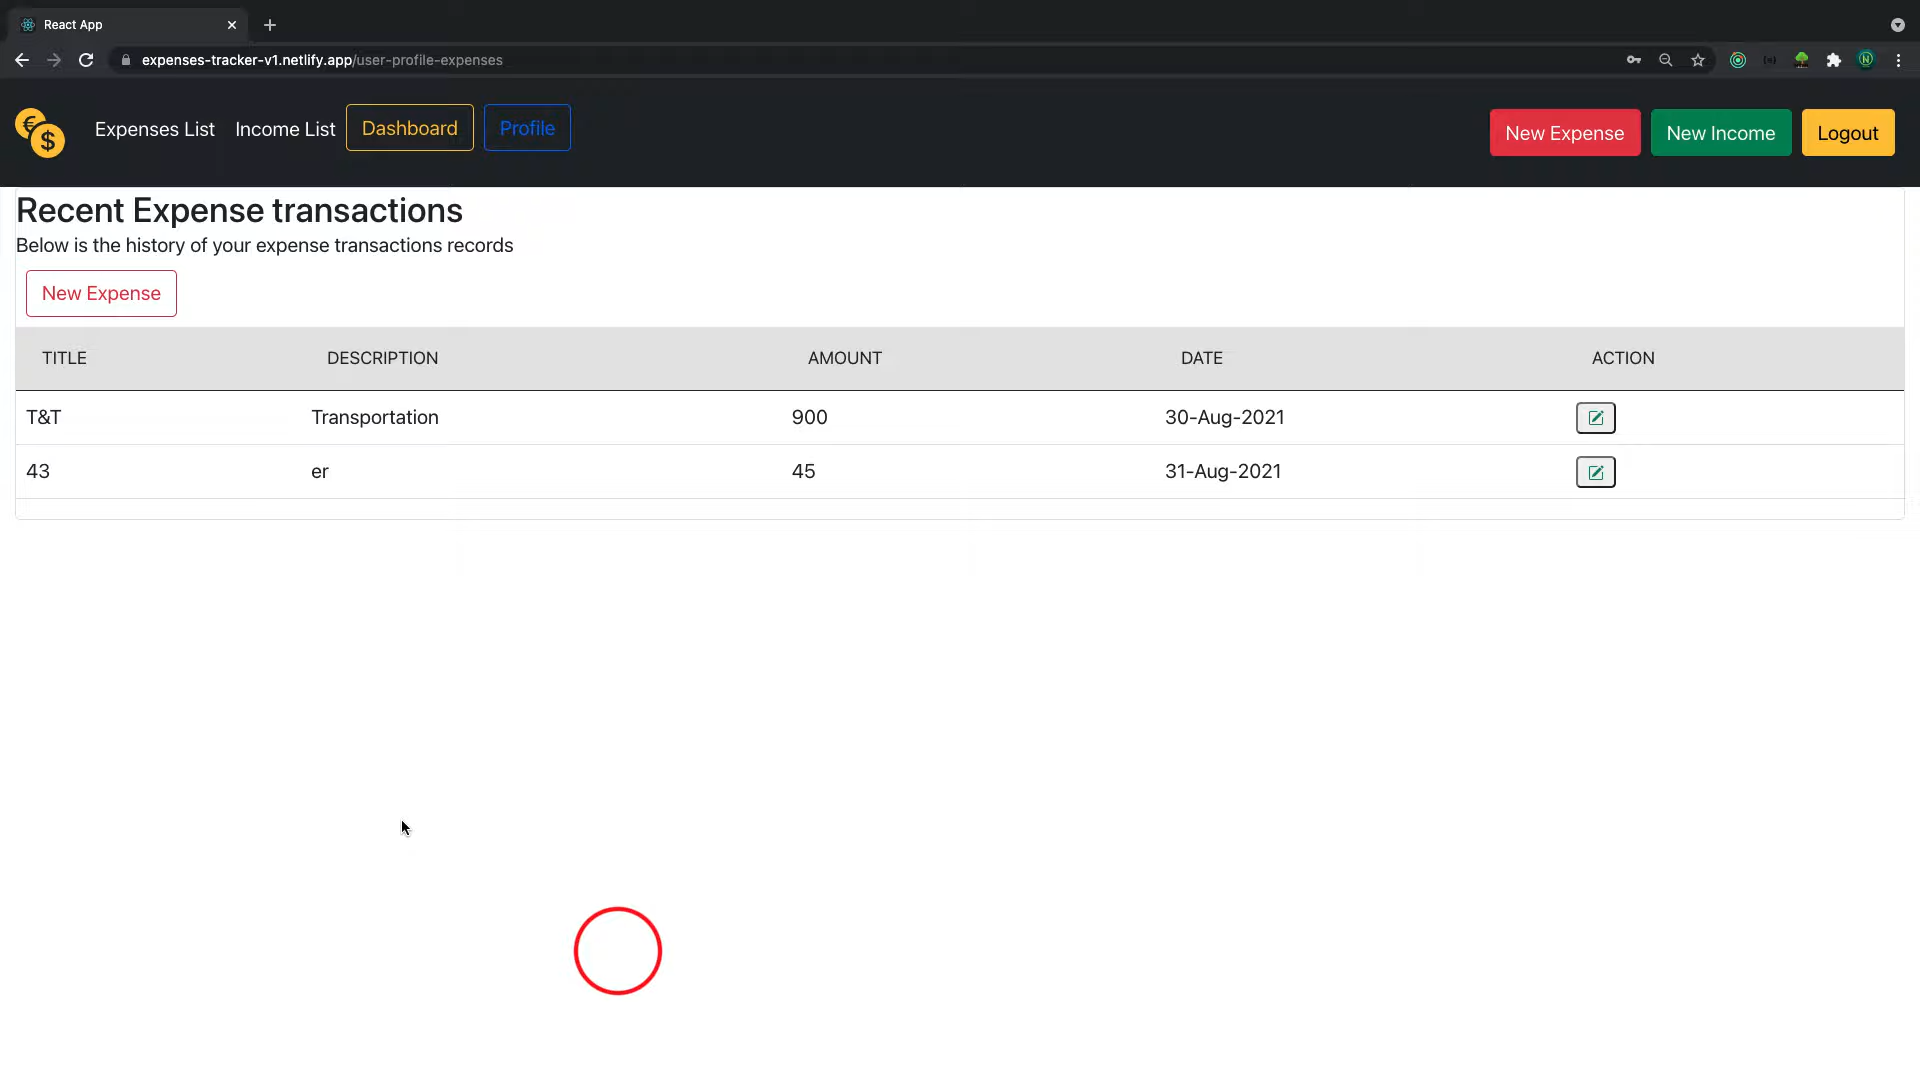 React App
expenses-tracker-v1.netlify.app/user-profile-expenses
€
$
Expenses List Income List Dashboard Profile
New Expense New Income Logout
Recent Expense transactions
Below is the history of your expense transactions records
New Expense
TITLE DESCRIPTION AMOUNT DATE ACTION
T&T Transportation 900 30-Aug-2021
43 er 45 31-Aug-2021